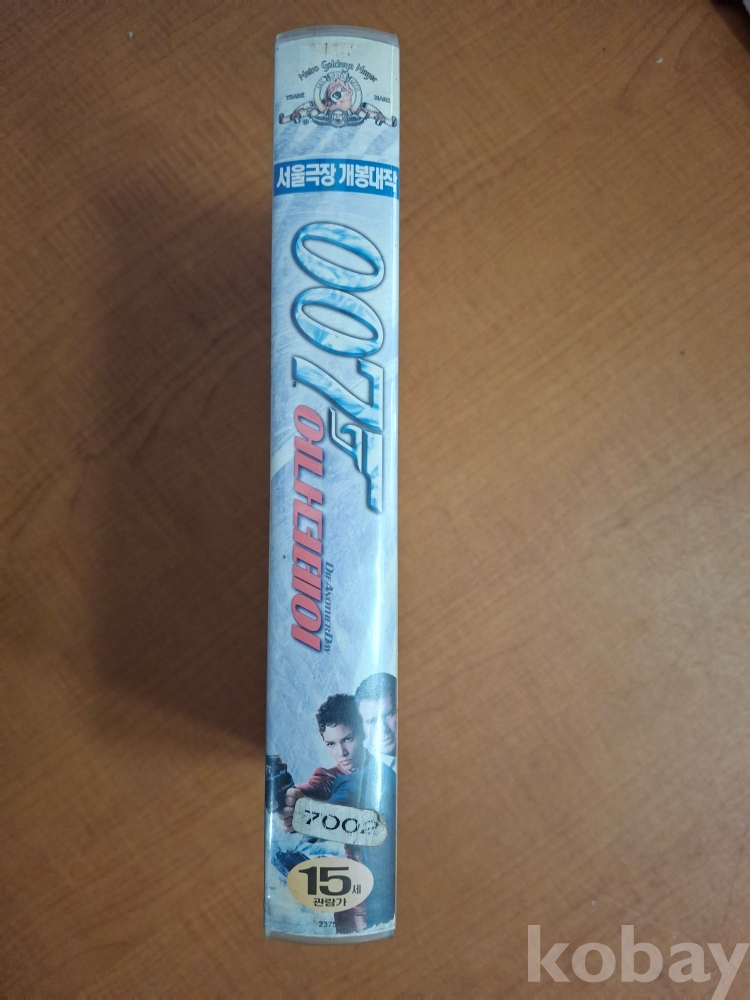 Metro Goldwyn Mayer
TRADE MARK
서울극장 개봉대작
007
어나더데이
DIE ANOTHER DAY
7002
15세
관람가
2375
kobay